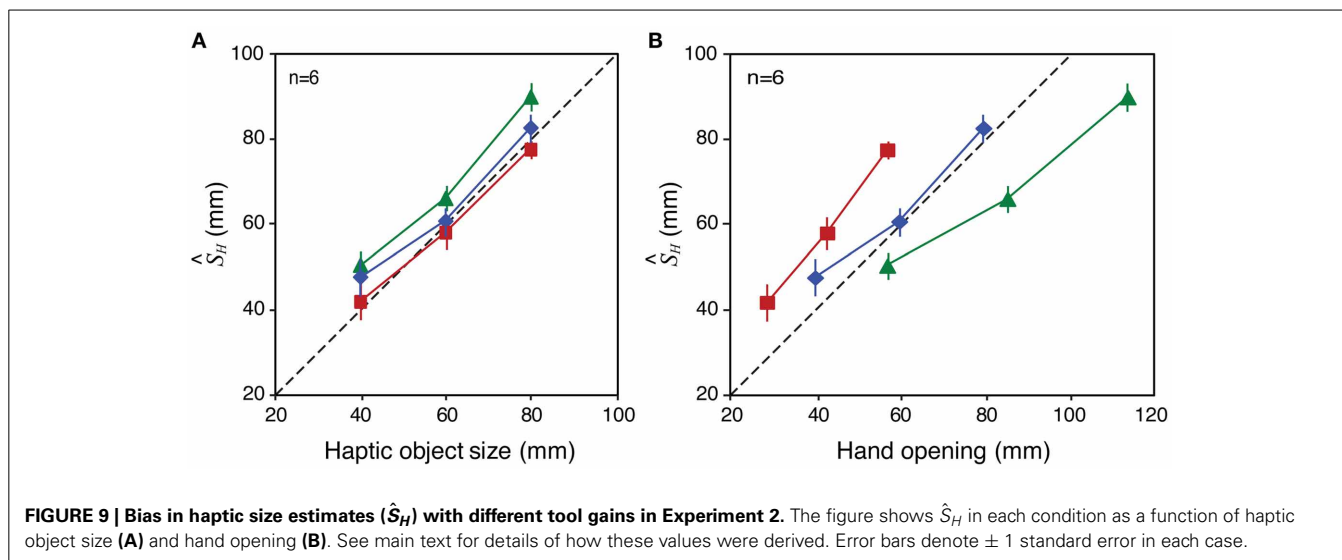 A
B
n=6
n=6
100
80
60
40
20
Ŝ_H (mm)
20 40 60 80 100
Haptic object size (mm)
100
80
60
40
20
Ŝ_H (mm)
20 40 60 80 100 120
Hand opening (mm)
FIGURE 9 | Bias in haptic size estimates (Ŝ_H) with different tool gains in Experiment 2. The figure shows Ŝ_H in each condition as a function of haptic
object size (A) and hand opening (B). See main text for details of how these values were derived. Error bars denote ± 1 standard error in each case.